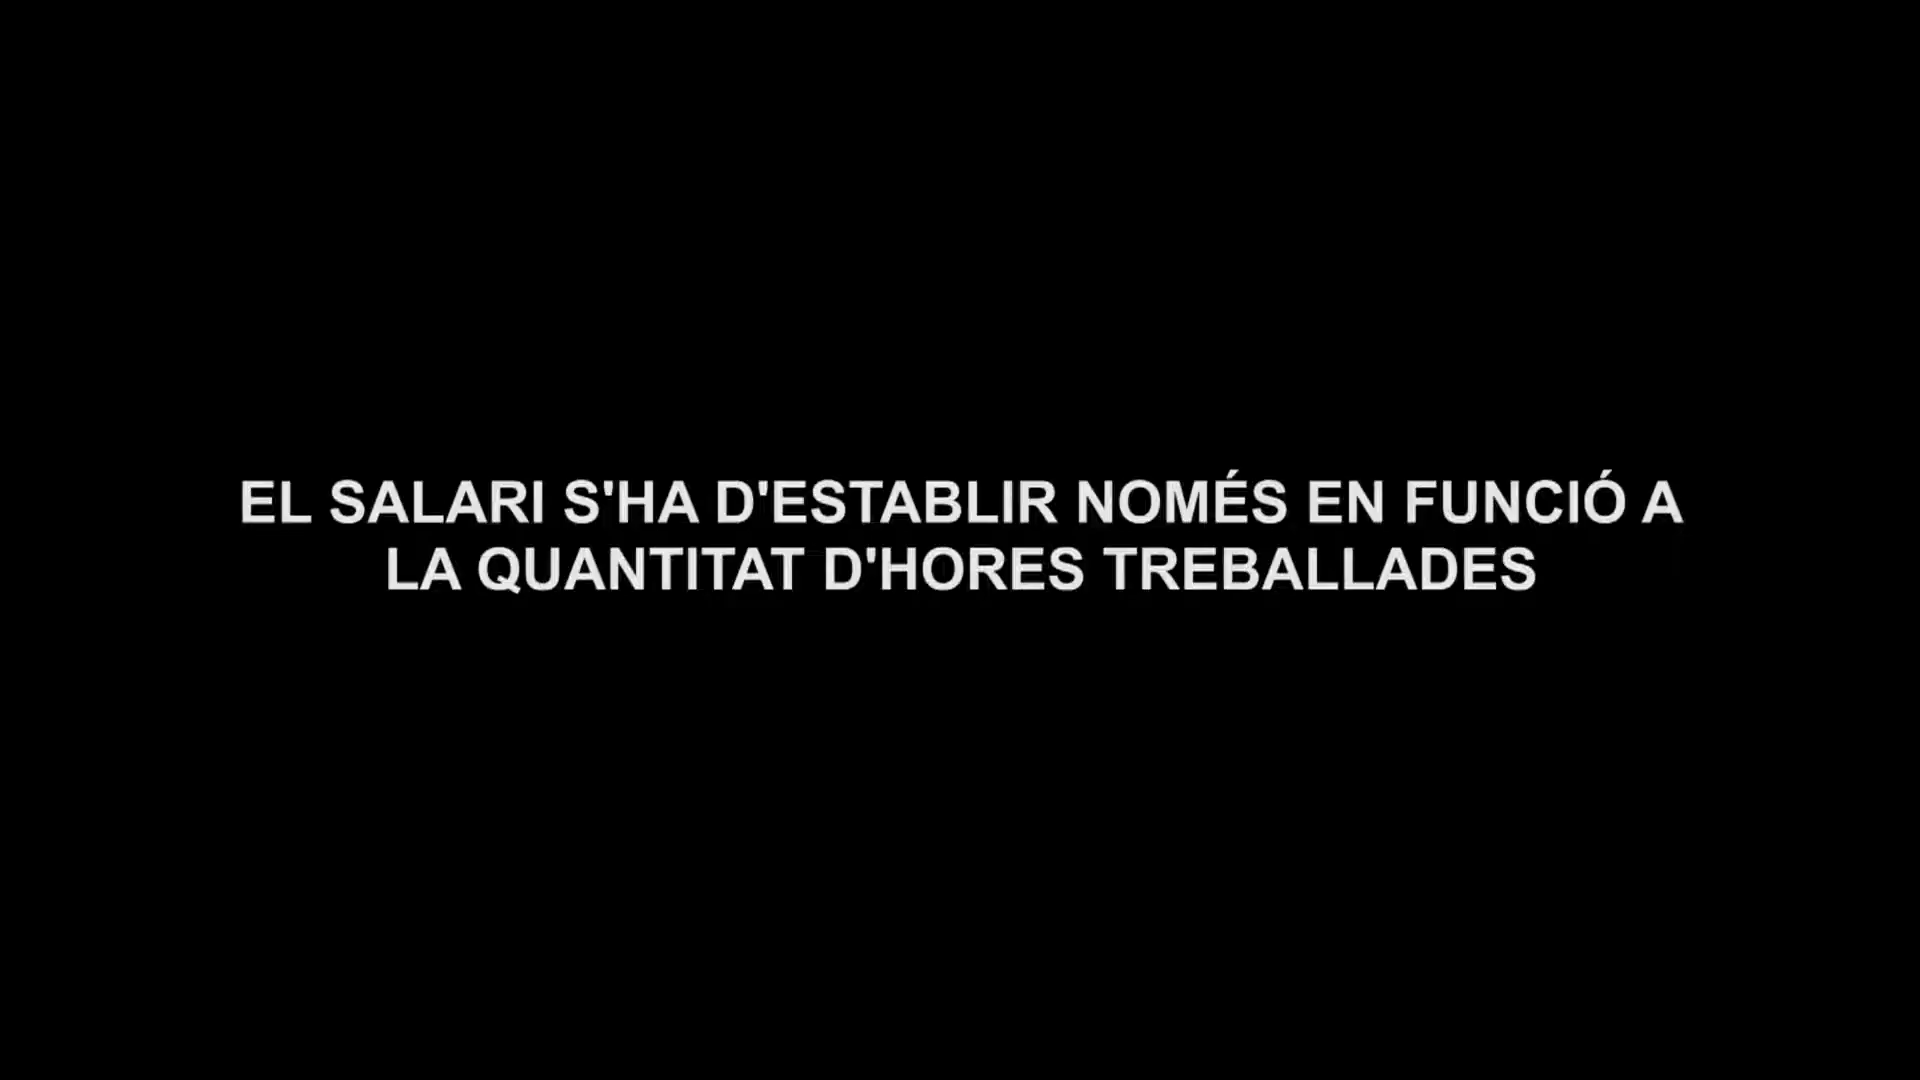 EL SALARI S'HA D'ESTABLIR NOMÉS EN FUNCIÓ A
LA QUANTITAT D'HORES TREBALLADES